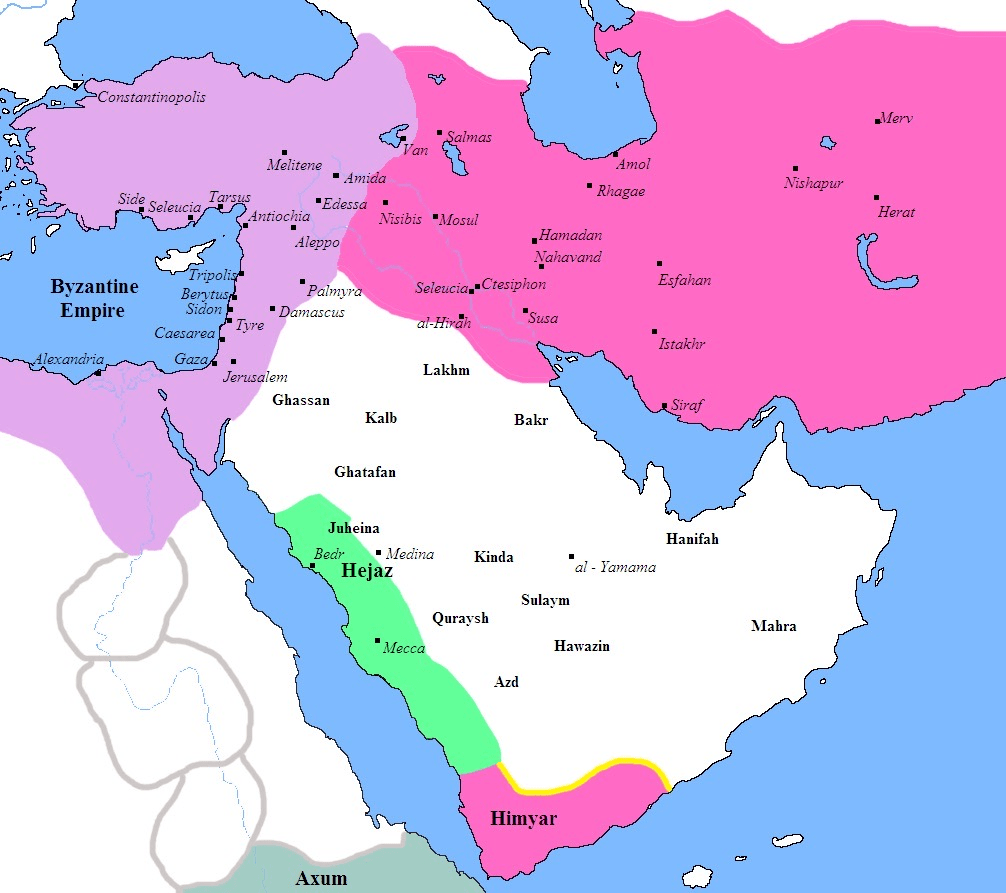 Constantinopolis
Merv
Salmas
Van
Melitene
Amol
Amida
Rhagae
Nishapur
Side
Seleucia
Tarsus
Edessa
Nisibis
Mosul
Herat
Antiochia
Aleppo
Hamadan
Nahavand
Tripolis
Esfahan
Byzantine
Empire
Berytus
Palmyra
Seleucia
Ctesiphon
Sidon
Damascus
Tyre
al-Hirah
Susa
Caesarea
Istakhr
Alexandria
Gaza
Jerusalem
Lakhm
Ghassan
Siraf
Kalb
Bakr
Ghatafan
Juheina
Hanifah
Bedr
Medina
Kinda
Hejaz
al - Yamama
Sulaym
Quraysh
Mahra
Mecca
Hawazin
Azd
Himyar
Axum